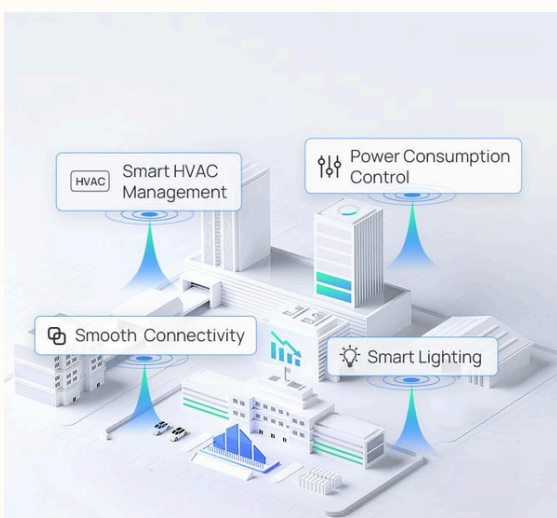 HVAC
Smart HVAC
Management
Power Consumption
Control
Smooth Connectivity
Smart Lighting